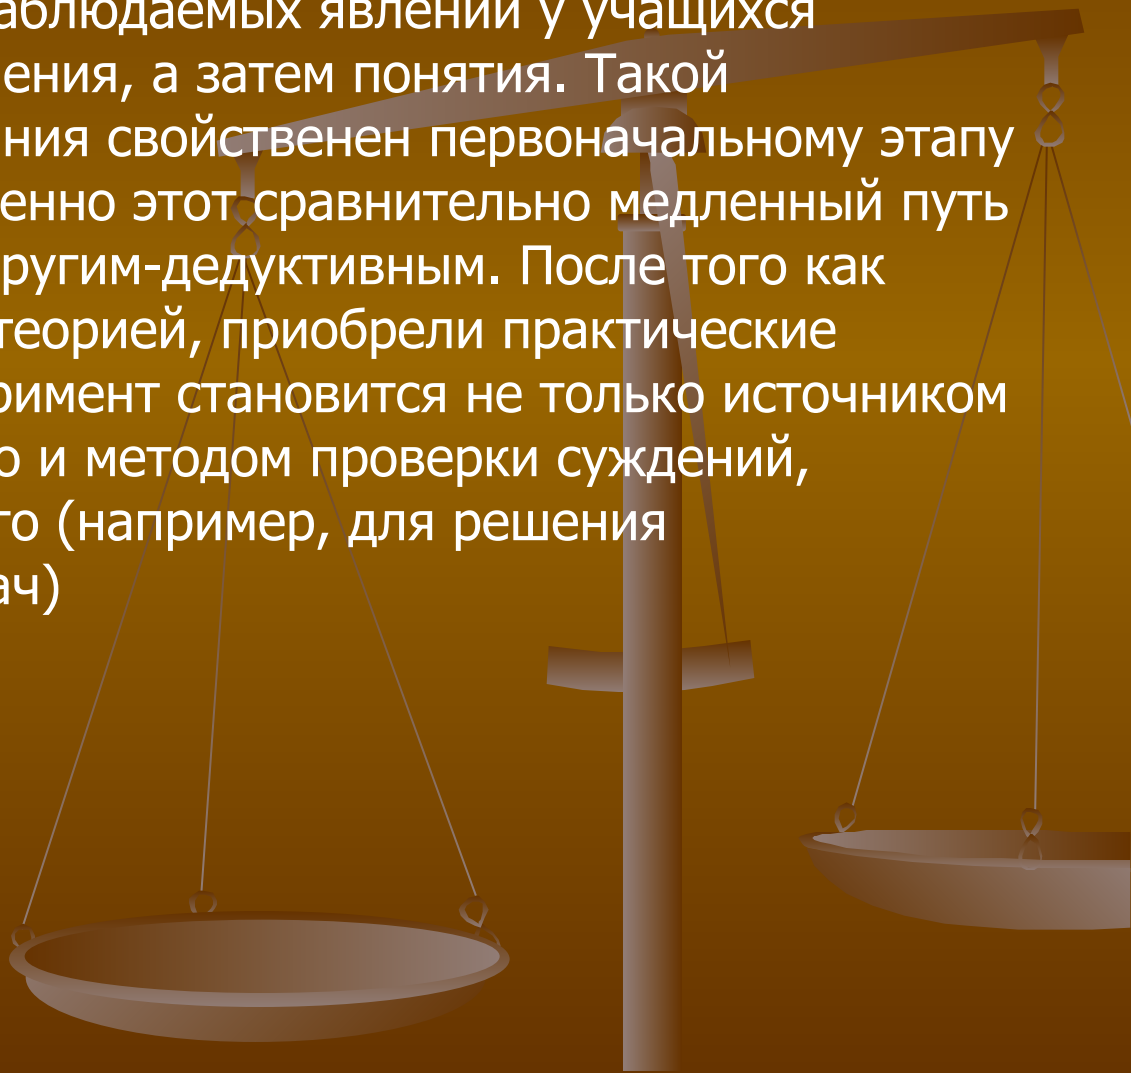 аблюдаемых явлений у учащихся
ения, а затем понятия. Такой
ния свойственен первоначальному этапу
енно этот сравнительно медленный путь
ругим-дедуктивным. После того как
теорией, приобрели практические
римент становится не только источником
о и методом проверки суждений,
го (например, для решения
ач)